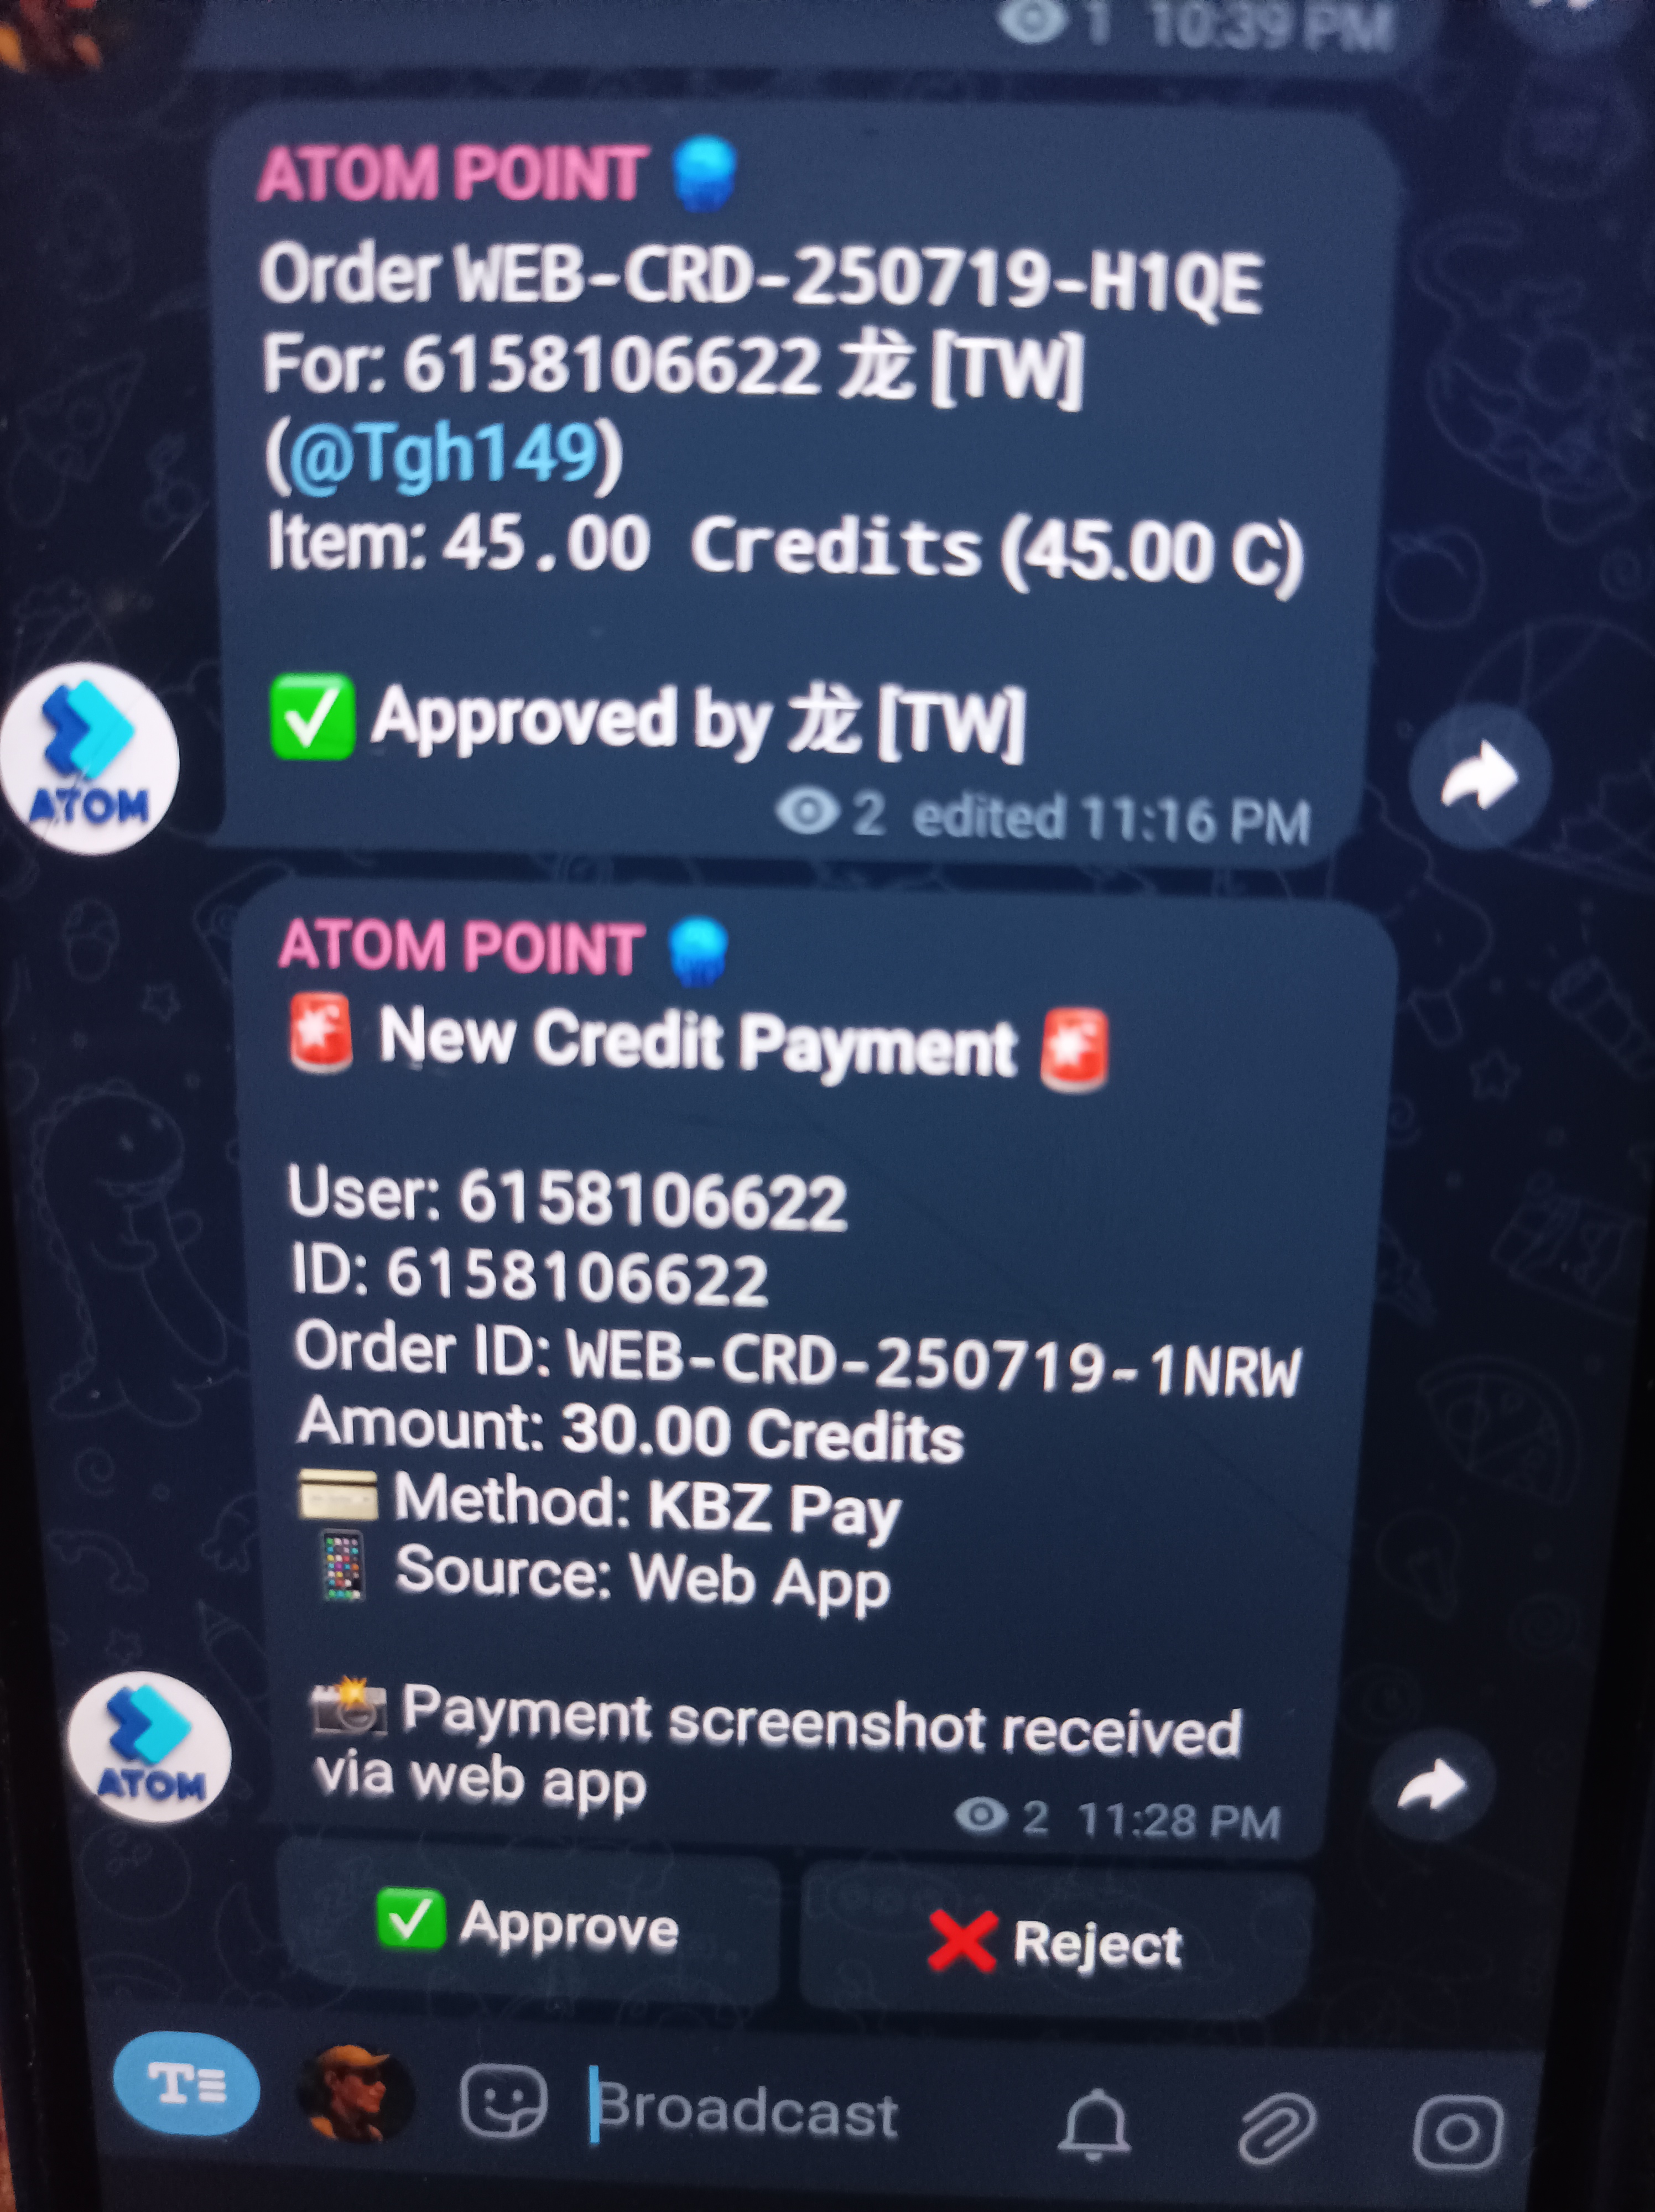 1 10:39 PM
ATOM POINT
Order WEB-CRD-250719-H1QE
For: 6158106622 龙 [TW]
(@Tgh149)
Item: 45.00 Credits (45.00 C)
✅ Approved by 龙 [TW]
2 edited 11:16 PM
ATOM
ATOM POINT
🚨 New Credit Payment 🚨
User: 6158106622
ID: 6158106622
Order ID: WEB-CRD-250719-1NRW
Amount: 30.00 Credits
💳 Method: KBZ Pay
📱 Source: Web App
📸 Payment screenshot received
via web app
2 11:28 PM
ATOM
✅ Approve
❌ Reject
T
Broadcast